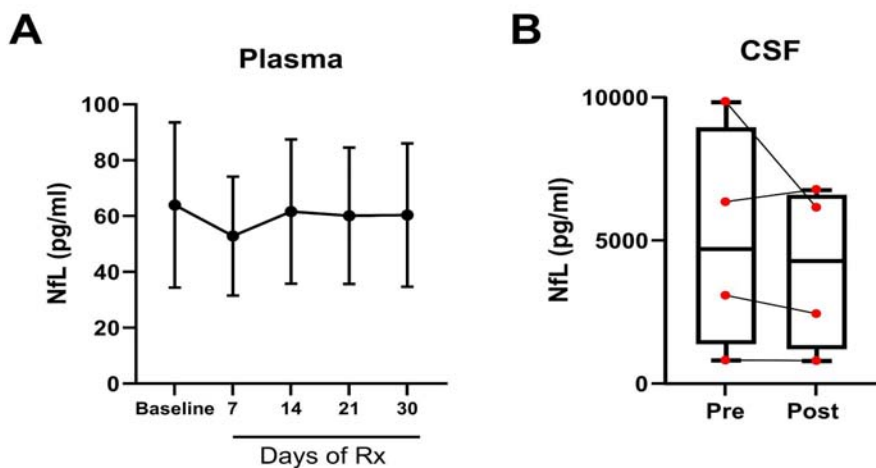 A
Plasma
NfL (pg/ml)
100
80
60
40
20
0
Baseline 7 14 21 30
Days of Rx
B
CSF
NfL (pg/ml)
10000
5000
0
Pre Post